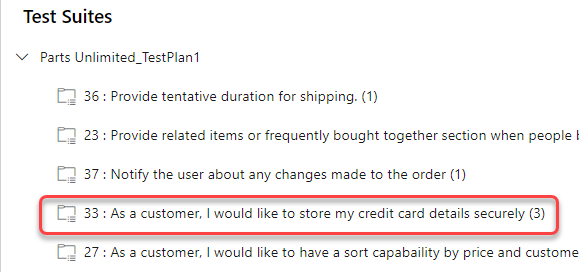 Test Suites
Parts Unlimited_TestPlan1
36 : Provide tentative duration for shipping. (1)
23 : Provide related items or frequently bought together section when people b
37 : Notify the user about any changes made to the order (1)
33 : As a customer, I would like to store my credit card details securely (3)
27 : As a customer, I would like to have a sort capabaility by price and custome